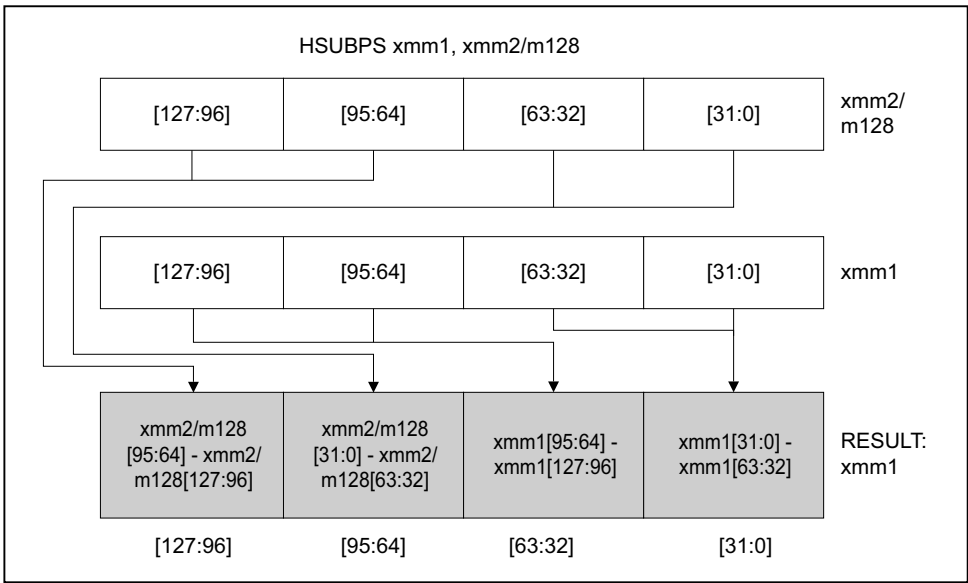 HSUBPS xmm1, xmm2/m128
[127:96] [95:64] [63:32] [31:0]
xmm2/
m128
[127:96] [95:64] [63:32] [31:0] xmm1
xmm2/m128
[95:64] - xmm2/
m128[127:96]
xmm2/m128
[31:0] - xmm2/
m128[63:32]
xmm1[95:64] -
xmm1[127:96]
xmm1[31:0] -
xmm1[63:32]
RESULT:
xmm1
[127:96] [95:64] [63:32] [31:0]